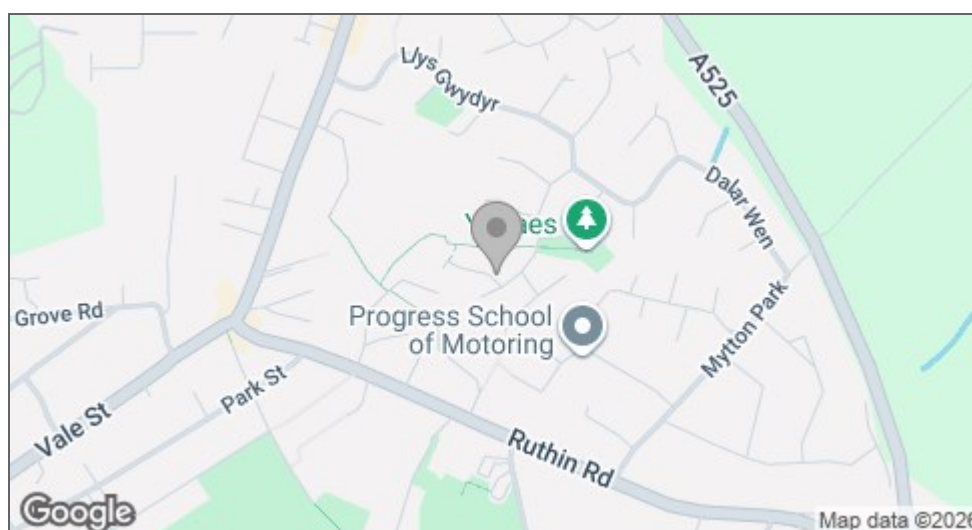 Llys Gwydyr
A525
Dalar Wen
Grove Rd
Progress School
of Motoring
Mytton Park
Park St
Vale St
Ruthin Rd
Google
Map data ©2026